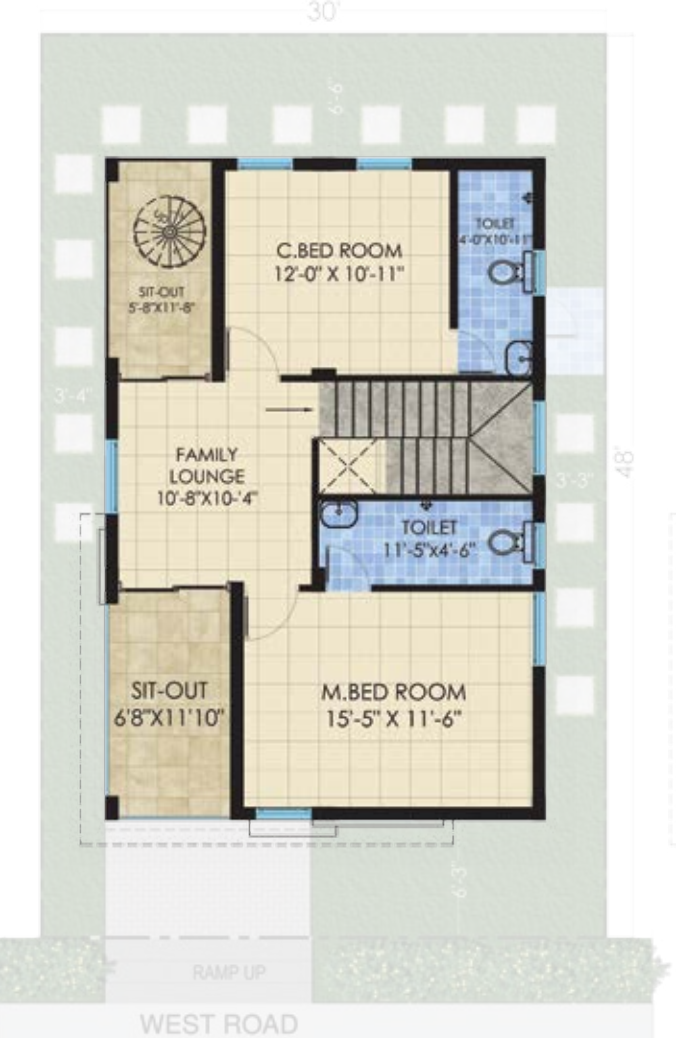 30'
6'-6"
UP
SIT-OUT
5'-8"X11'-8"
C.BED ROOM
12'-0" X 10'-11"
TOILET
4'-0"X10'-11"
3'-4"
FAMILY
LOUNGE
10'-8"X10-'4"
48'
3'-3"
TOILET
11'-5"x4'-6"
SIT-OUT
6'8"X11'10"
M.BED ROOM
15'-5" X 11'-6"
6'-3"
RAMP UP
WEST ROAD